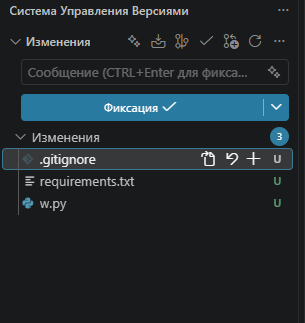 Система Управления Версиями
Изменения
Сообщение (CTRL+Enter для фикса...
Фиксация
Изменения 3
.gitignore U
requirements.txt U
w.py U